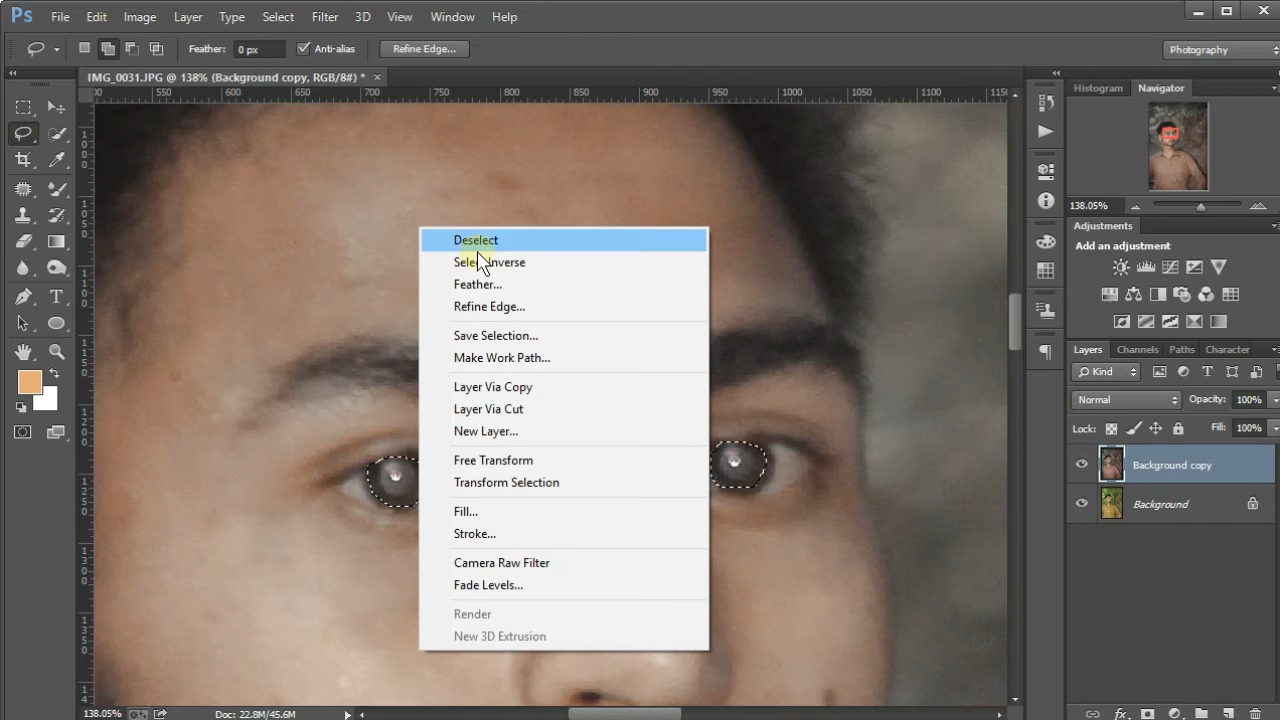 Ps File Edit Image Layer Type Select Filter 3D View Window Help
Feather: 0 px Anti-alias Refine Edge... Photography
IMG_0031.JPG @ 138% (Background copy, RGB/8#) * ×
550 600 650 700 800 850 900 950 1000 1050 1100
Histogram Navigator
138.05%
Adjustments
Add an adjustment
Layers Channels Paths Character
Kind
Normal Opacity: 100%
Lock: Fill: 100%
Background copy
Background
Deselect
Select Inverse
Feather...
Refine Edge...
Save Selection...
Make Work Path...
Layer Via Copy
Layer Via Cut
New Layer...
Free Transform
Transform Selection
Fill...
Stroke...
Camera Raw Filter
Fade Levels...
Render
New 3D Extrusion
138.05% Doc: 22.8M/45.6M